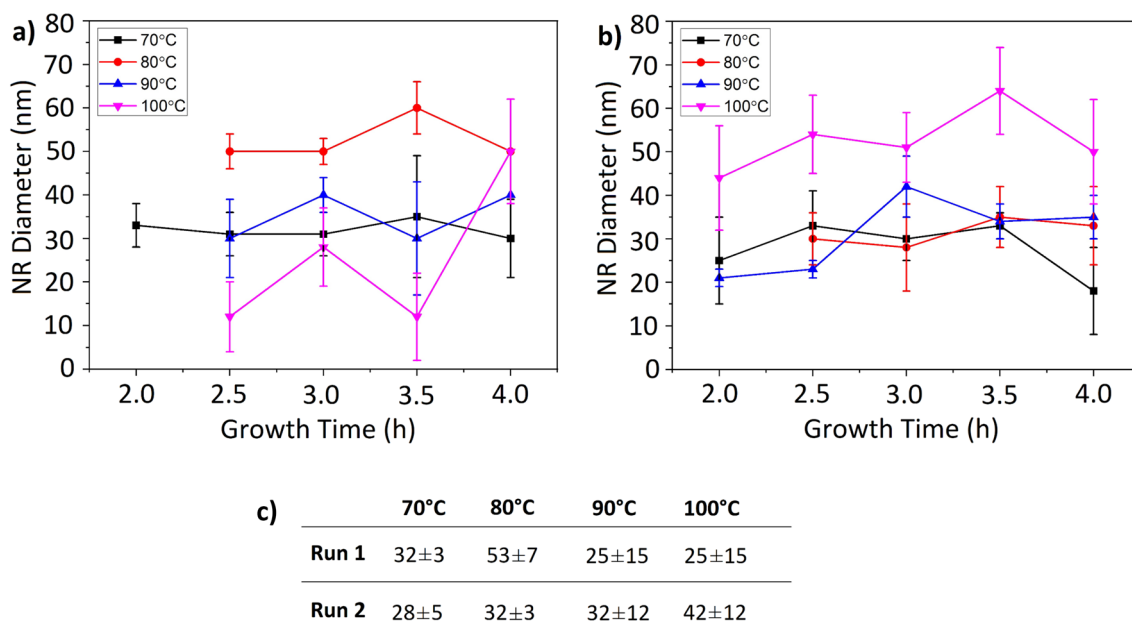 a)
80
70
60
50
40
30
20
10
0
NR Diameter (nm)
70°C
80°C
90°C
100°C
2.0 2.5 3.0 3.5 4.0
Growth Time (h)
b)
80
70
60
50
40
30
20
10
0
NR Diameter (nm)
70°C
80°C
90°C
100°C
2.0 2.5 3.0 3.5 4.0
Growth Time (h)
c)
70°C 80°C 90°C 100°C
Run 1 32±3 53±7 25±15 25±15
Run 2 28±5 32±3 32±12 42±12